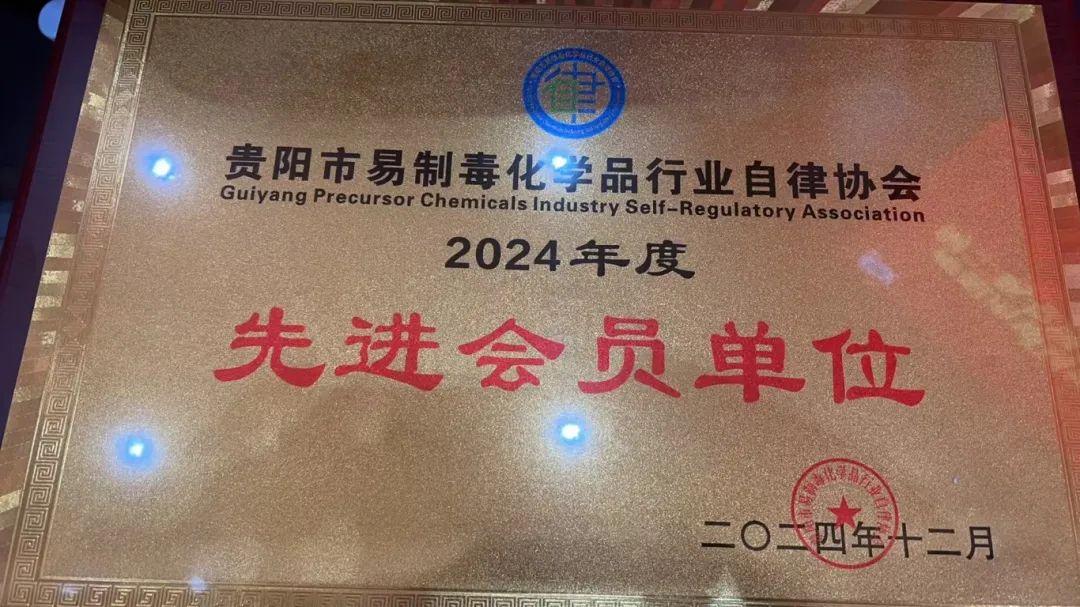 贵阳市易制毒化学品行业自律协会
Guiyang Precursor Chemicals Industry Self-Regulatory Association
2024年度
先进会员单位
二〇二四年十二月